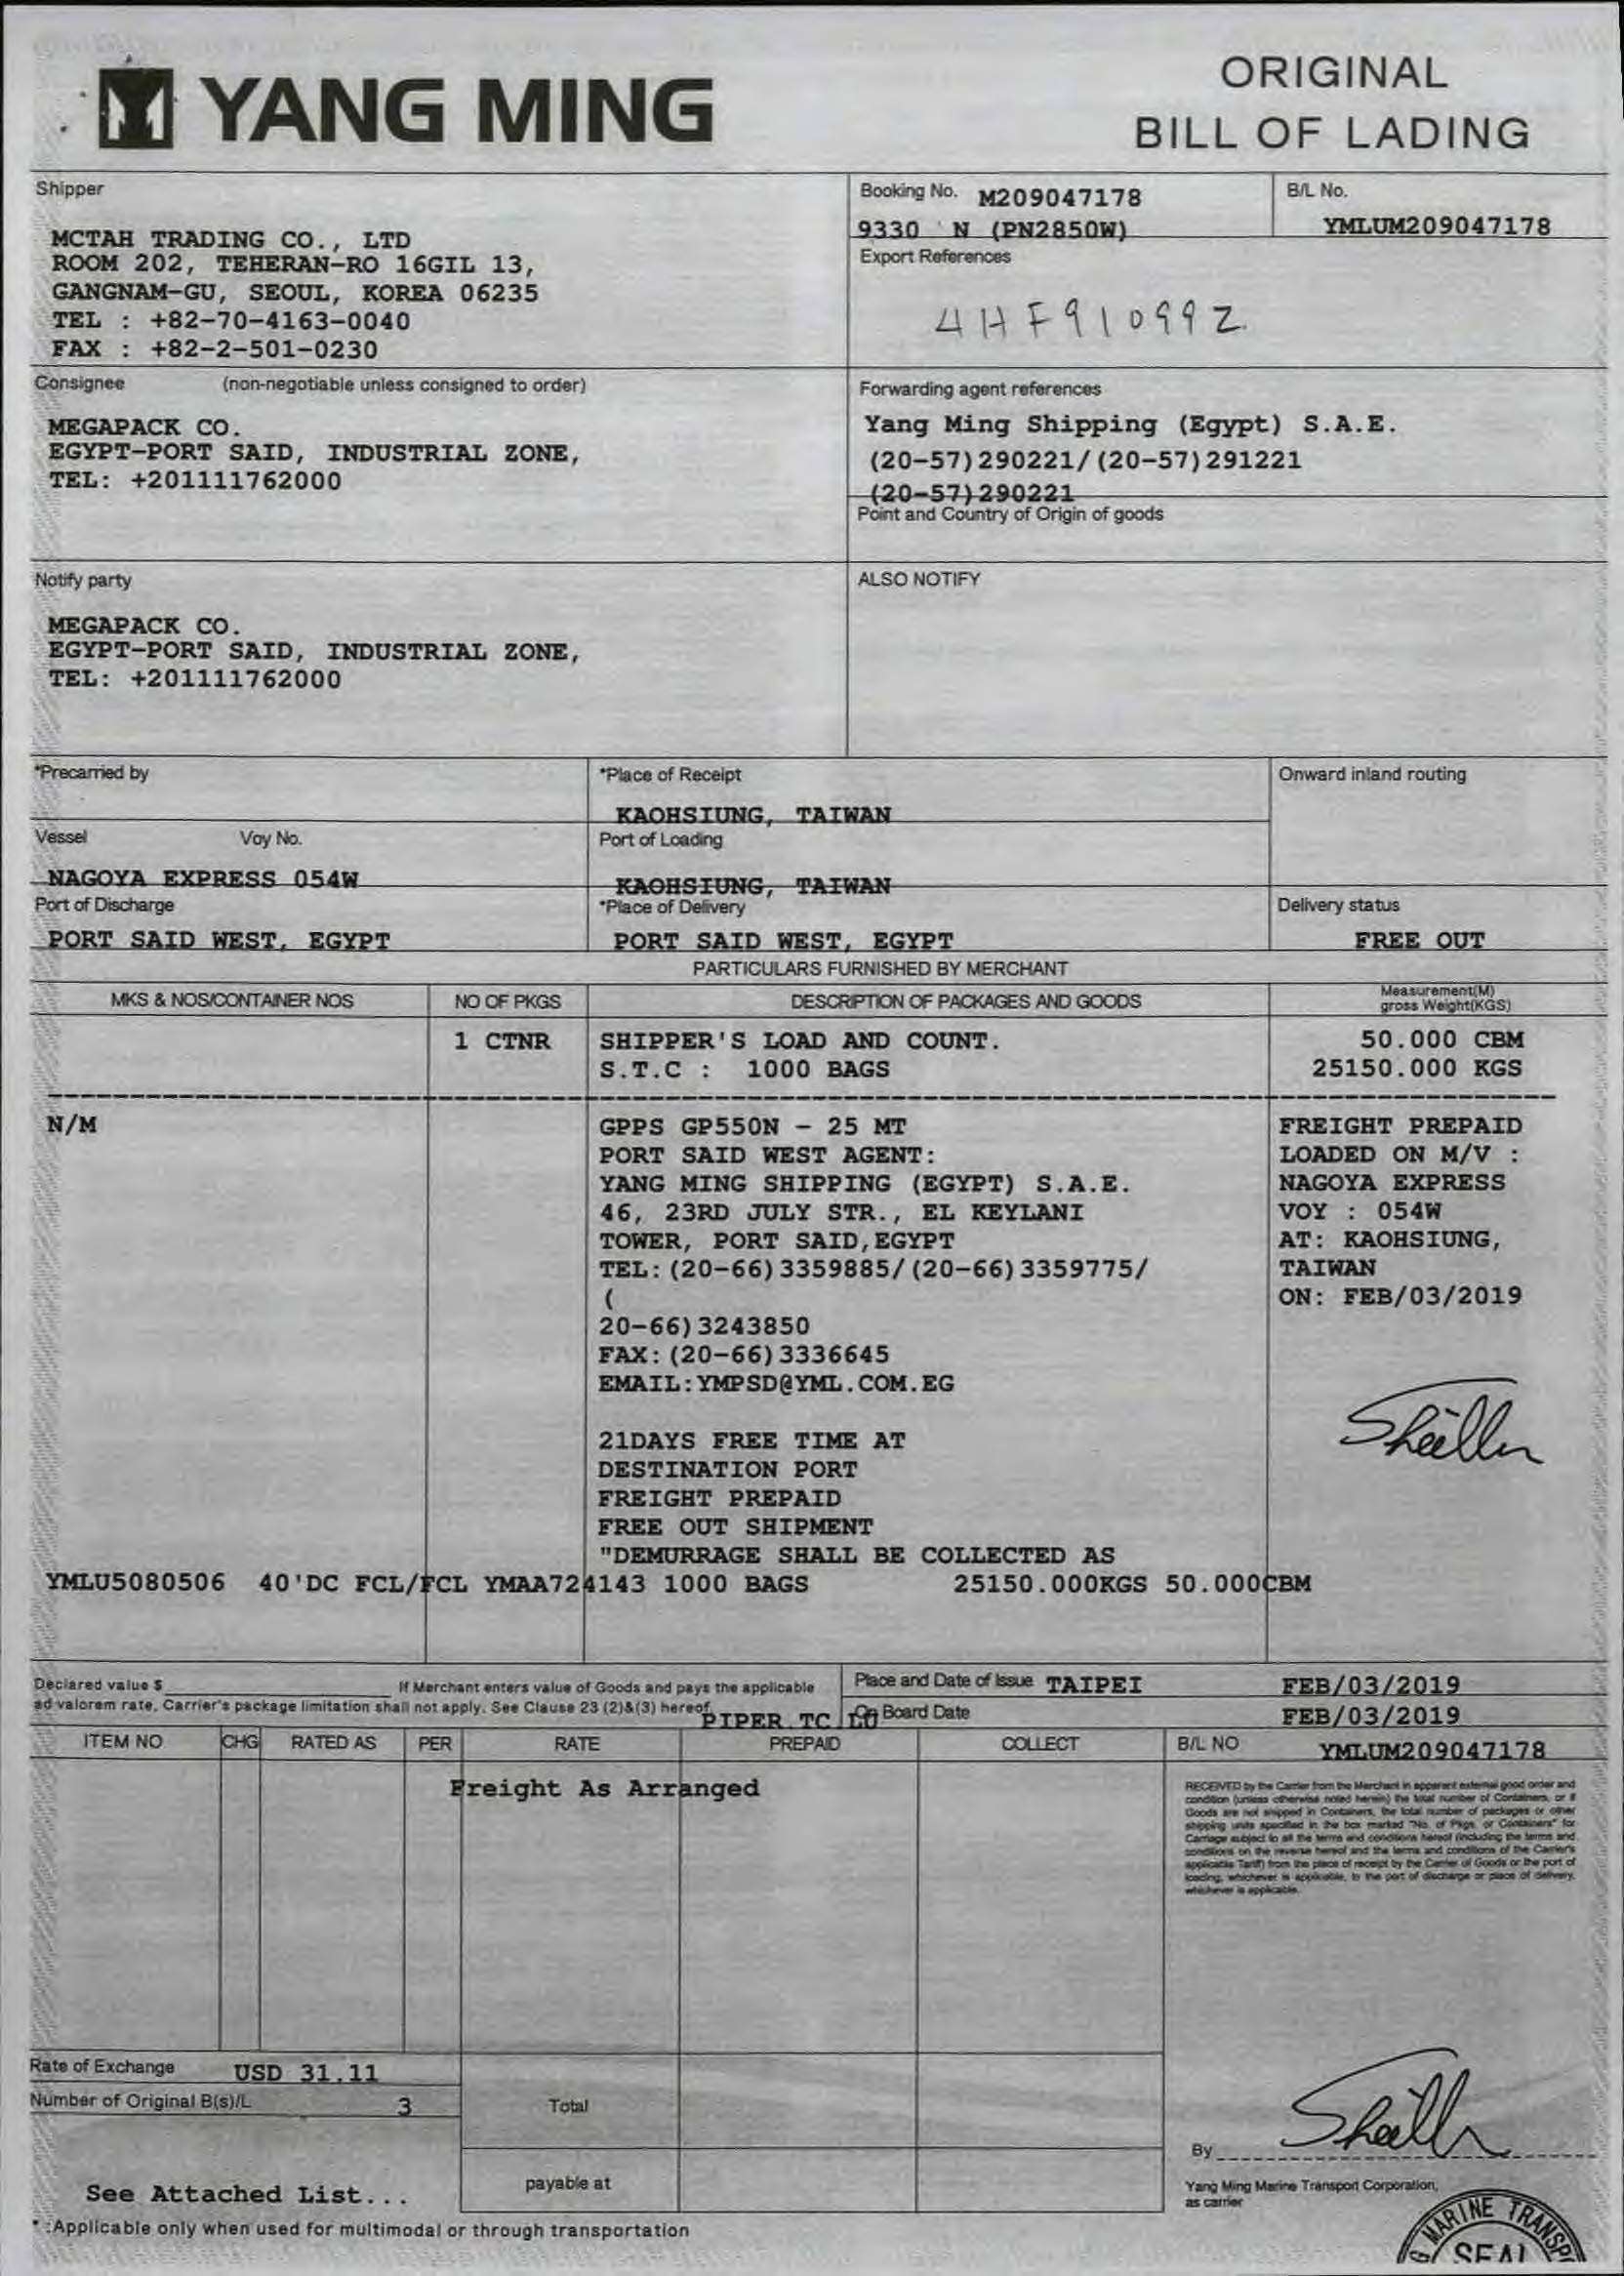 YANG MING
ORIGINAL
BILL OF LADING
Shipper
MCTAH TRADING CO., LTD
ROOM 202, TEHERAN-RO 16GIL 13,
GANGNAM-GU, SEOUL, KOREA 06235
TEL : +82-70-4163-0040
FAX : +82-2-501-0230
Booking No. M209047178
9330 N (PN2850W)
B/L No.
YMLUM209047178
Export References
4HF910992
Consignee (non-negotiable unless consigned to order)
MEGAPACK CO.
EGYPT-PORT SAID, INDUSTRIAL ZONE,
TEL: +201111762000
Forwarding agent references
Yang Ming Shipping (Egypt) S.A.E.
(20-57)290221/(20-57)291221
(20-57)290221
Point and Country of Origin of goods
Notify party
MEGAPACK CO.
EGYPT-PORT SAID, INDUSTRIAL ZONE,
TEL: +201111762000
ALSO NOTIFY
*Precarried by
*Place of Receipt
KAOHSIUNG, TAIWAN
Onward inland routing
Vessel Voy No.
NAGOYA EXPRESS 054W
Port of Loading
KAOHSIUNG, TAIWAN
Port of Discharge
PORT SAID WEST, EGYPT
*Place of Delivery
PORT SAID WEST, EGYPT
Delivery status
FREE OUT
PARTICULARS FURNISHED BY MERCHANT
MKS & NOS/CONTAINER NOS
NO OF PKGS
DESCRIPTION OF PACKAGES AND GOODS
Measurement(M)
gross Weight(KGS)
1 CTNR
SHIPPER'S LOAD AND COUNT.
S.T.C : 1000 BAGS
50.000 CBM
25150.000 KGS
N/M
GPPS GP550N - 25 MT
PORT SAID WEST AGENT:
YANG MING SHIPPING (EGYPT) S.A.E.
46, 23RD JULY STR., EL KEYLANI
TOWER, PORT SAID,EGYPT
TEL:(20-66)3359885/(20-66)3359775/
(
20-66)3243850
FAX:(20-66)3336645
EMAIL:YMPSD@YML.COM.EG
21DAYS FREE TIME AT
DESTINATION PORT
FREIGHT PREPAID
FREE OUT SHIPMENT
"DEMURRAGE SHALL BE COLLECTED AS
FREIGHT PREPAID
LOADED ON M/V :
NAGOYA EXPRESS
VOY : 054W
AT: KAOHSIUNG,
TAIWAN
ON: FEB/03/2019
YMLU5080506 40'DC FCL/FCL YMAA724143 1000 BAGS 25150.000KGS 50.000CBM
Declared value $ If Merchant enters value of Goods and pays the applicable
ad valorem rate, Carrier's package limitation shall not apply. See Clause 23 (2)&(3) hereof.
PIPER.TC LU
Place and Date of Issue TAIPEI FEB/03/2019
On Board Date FEB/03/2019
ITEM NO CHG RATED AS PER RATE PREPAID COLLECT
B/L NO YMLUM209047178
Freight As Arranged
RECEIVED by the Carrier from the Merchant in apparent external good order and
condition (unless otherwise noted herein) the total number of Containers, or if
Goods are not shipped in Containers, the total number of packages or other
shipping units specified in the box marked "No. of Pkgs. or Containers" for
Carriage subject to all the terms and conditions hereof (including the terms and
conditions on the reverse hereof and the terms and conditions of the Carrier's
applicable Tariff) from the place of receipt by the Carrier of Goods or the port of
loading, whichever is applicable, to the port of discharge or place of delivery,
whichever is applicable.
Rate of Exchange USD 31.11
Number of Original B(s)/L 3
Total
payable at
See Attached List...
By
Yang Ming Marine Transport Corporation,
as carrier
* :Applicable only when used for multimodal or through transportation
MARINE TRANSP
SEAL